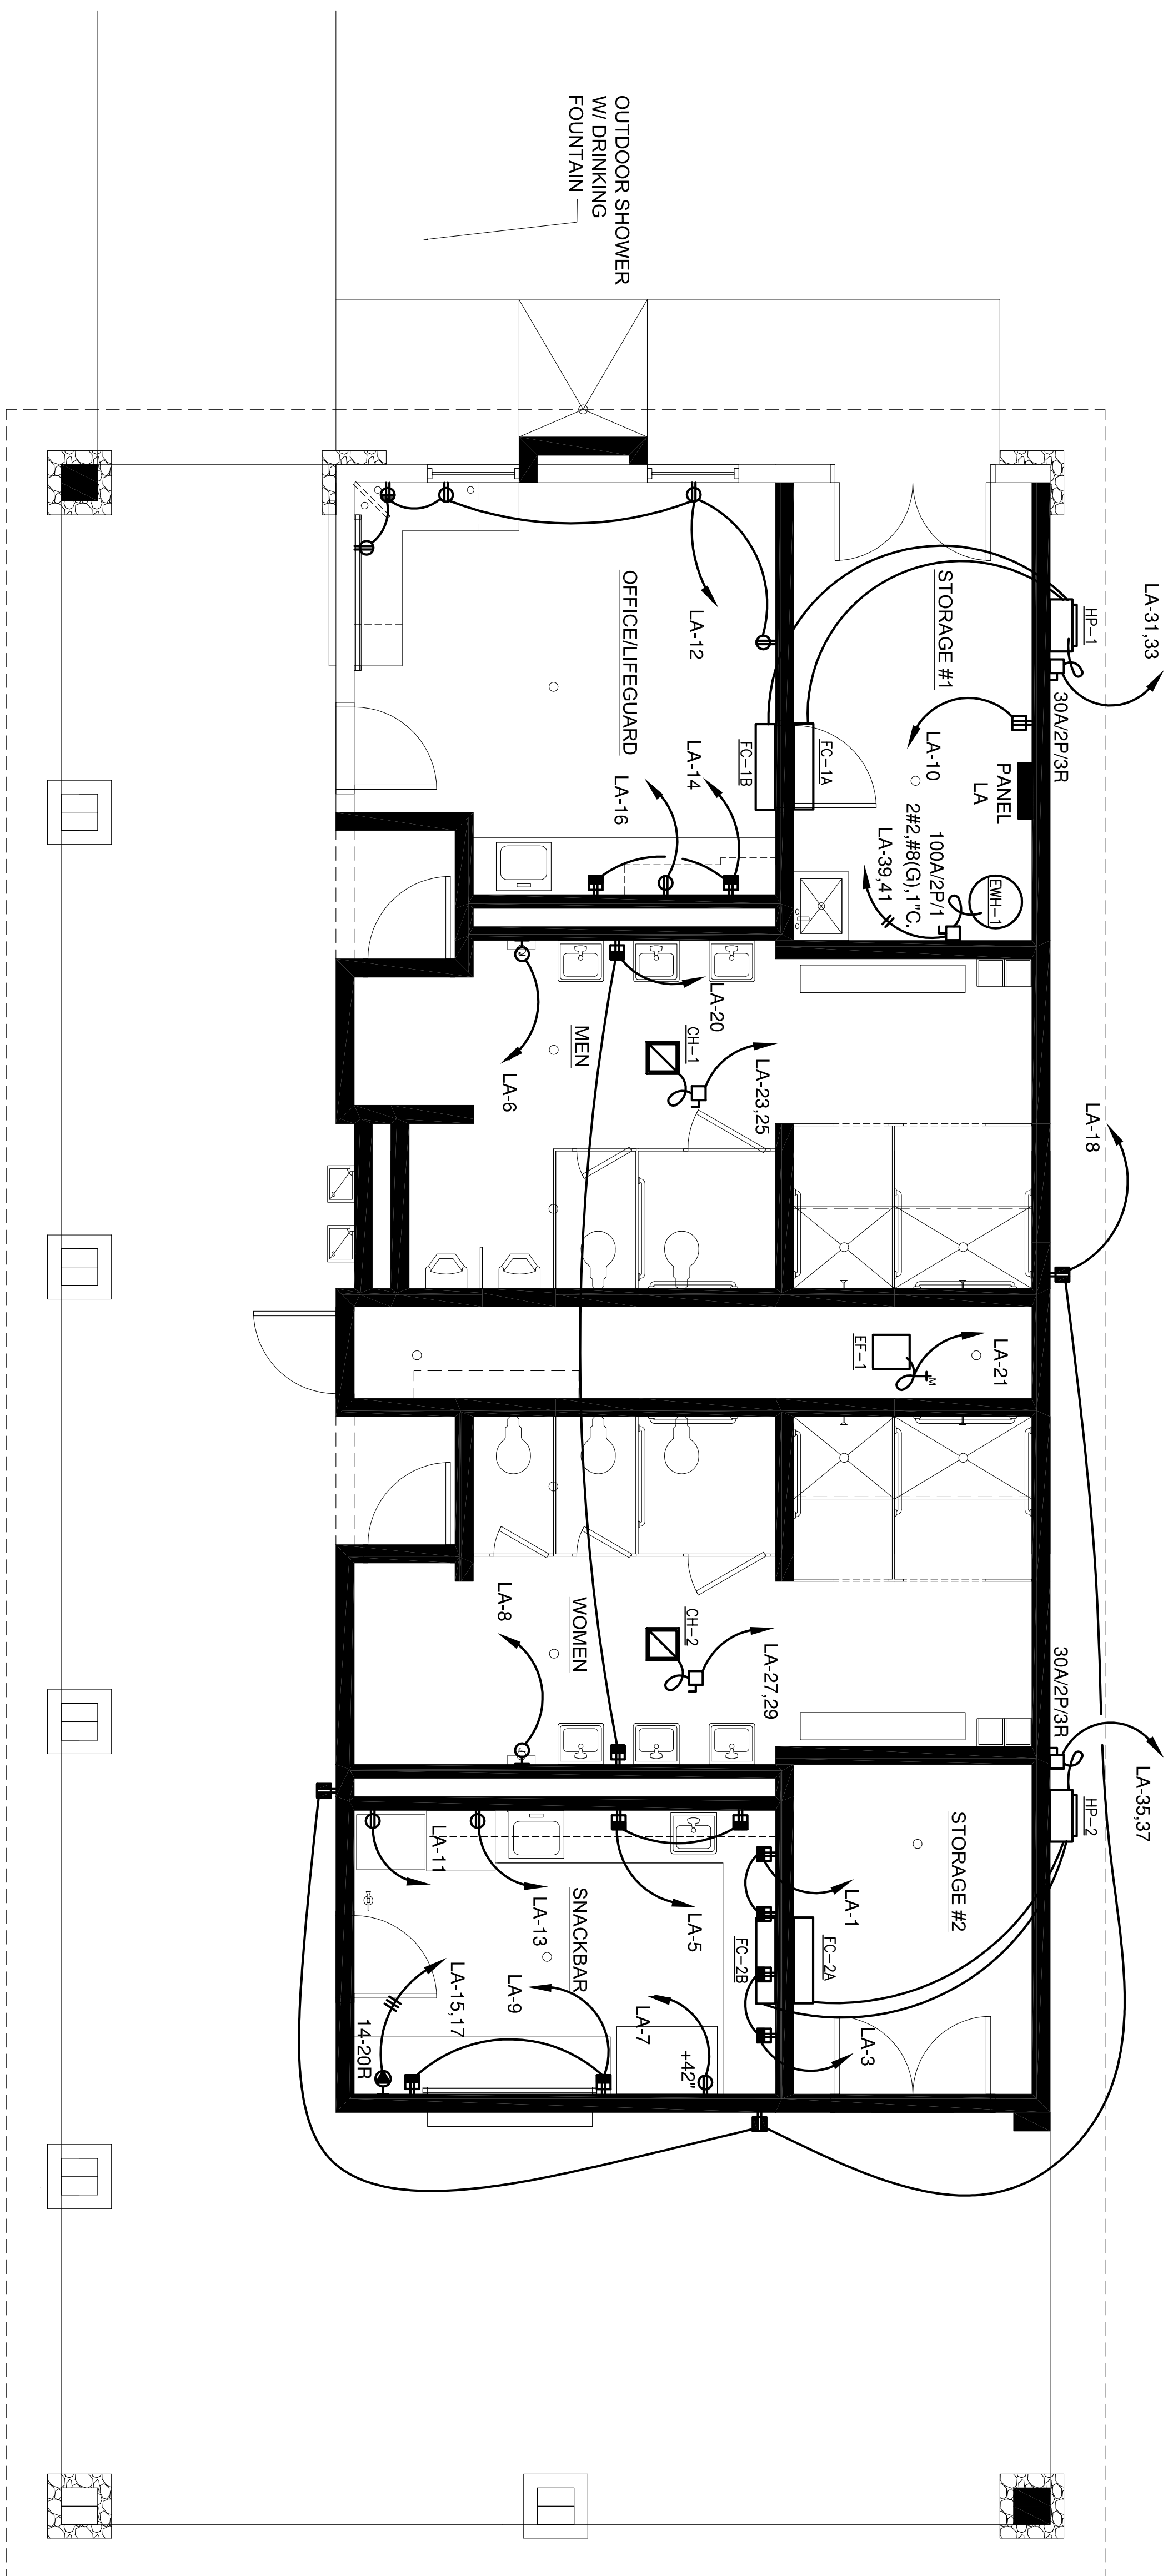 LA-31,33
HP-1
30A/2P/3R
LA-18
30A/2P/3R
LA-35,37
HP-2
STORAGE #1
LA-10
PANEL
LA
EWH-1
100A/2P/1
2#2,#8(G),1"C.
LA-39,41
FC-1A
FC-1B
LA-21
EF-1
M
STORAGE #2
LA-1
FC-2A
FC-2B
LA-3
OUTDOOR SHOWER
W/ DRINKING
FOUNTAIN
OFFICE/LIFEGUARD
LA-12
LA-14
LA-16
LA-20
CH-1
LA-23,25
MEN
LA-6
CH-2
LA-27,29
WOMEN
LA-8
SNACKBAR
LA-5
LA-11
LA-13
LA-7
+42"
LA-9
LA-15,17
14-20R